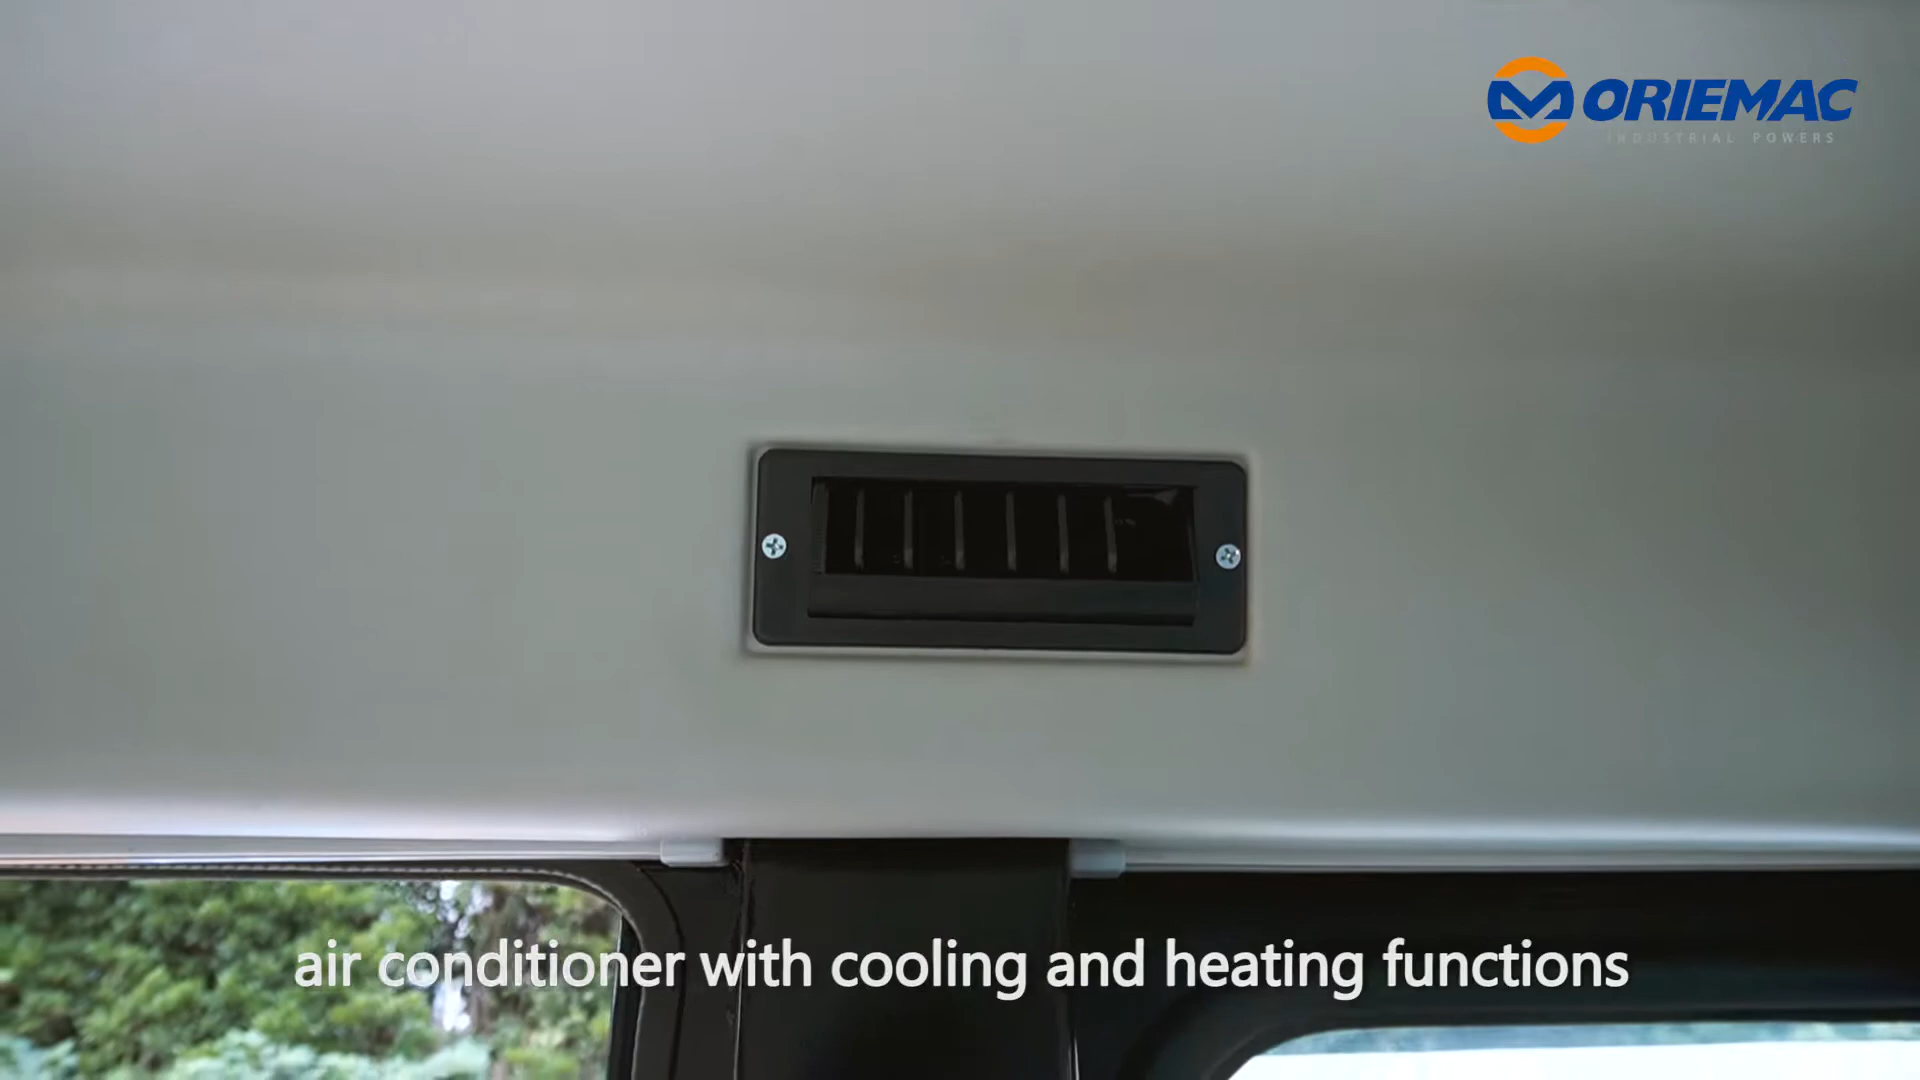 ORIEMAC
INDUSTRIAL POWERS
air conditioner with cooling and heating functions